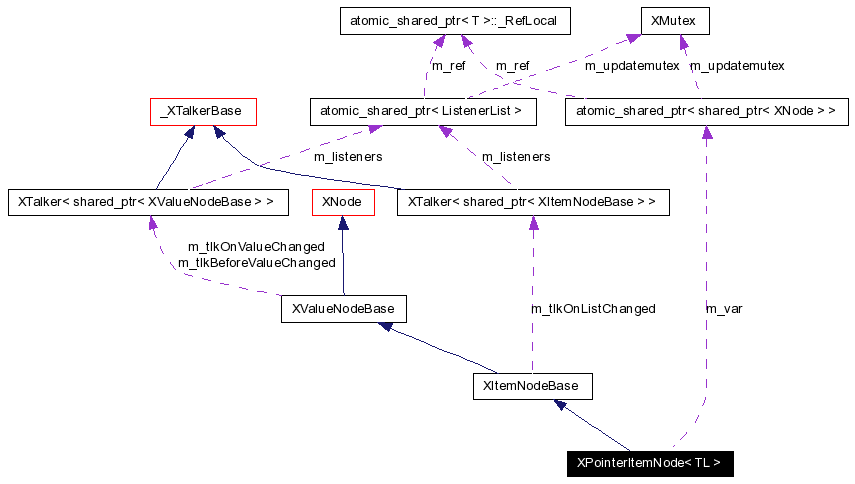 atomic_shared_ptr< T >::_RefLocal
XMutex
m_ref
m_ref
m_updatemutex
m_updatemutex
_XTalkerBase
atomic_shared_ptr< ListenerList >
atomic_shared_ptr< shared_ptr< XNode > >
m_listeners
m_listeners
XTalker< shared_ptr< XValueNodeBase > >
XNode
XTalker< shared_ptr< XItemNodeBase > >
m_tlkOnValueChanged
m_tlkBeforeValueChanged
XValueNodeBase
m_tlkOnListChanged
m_var
XItemNodeBase
XPointerItemNode< TL >